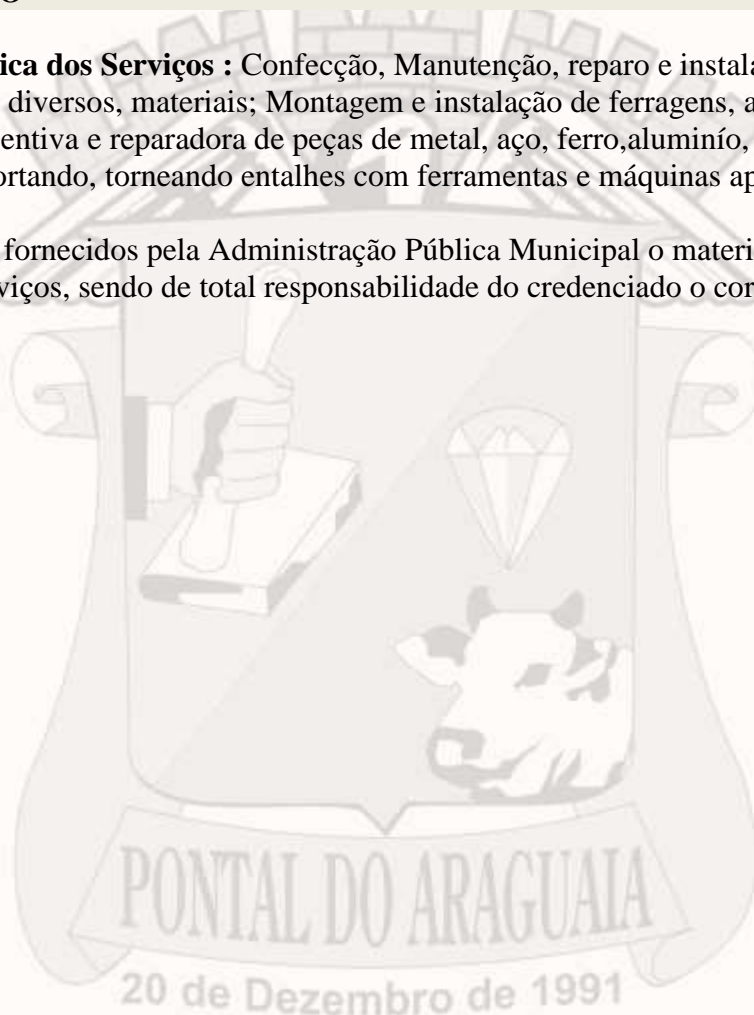 ica dos Serviços : Confecção, Manutenção, reparo e instala
diversos, materiais; Montagem e instalação de ferragens, a
entiva e reparadora de peças de metal, aço, ferro,aluminío,
ortando, torneando entalhes com ferramentas e máquinas ap
fornecidos pela Administração Pública Municipal o materi
viços, sendo de total responsabilidade do credenciado o cor
PONTAL DO ARAGUAIA
20 de Dezembro de 1991